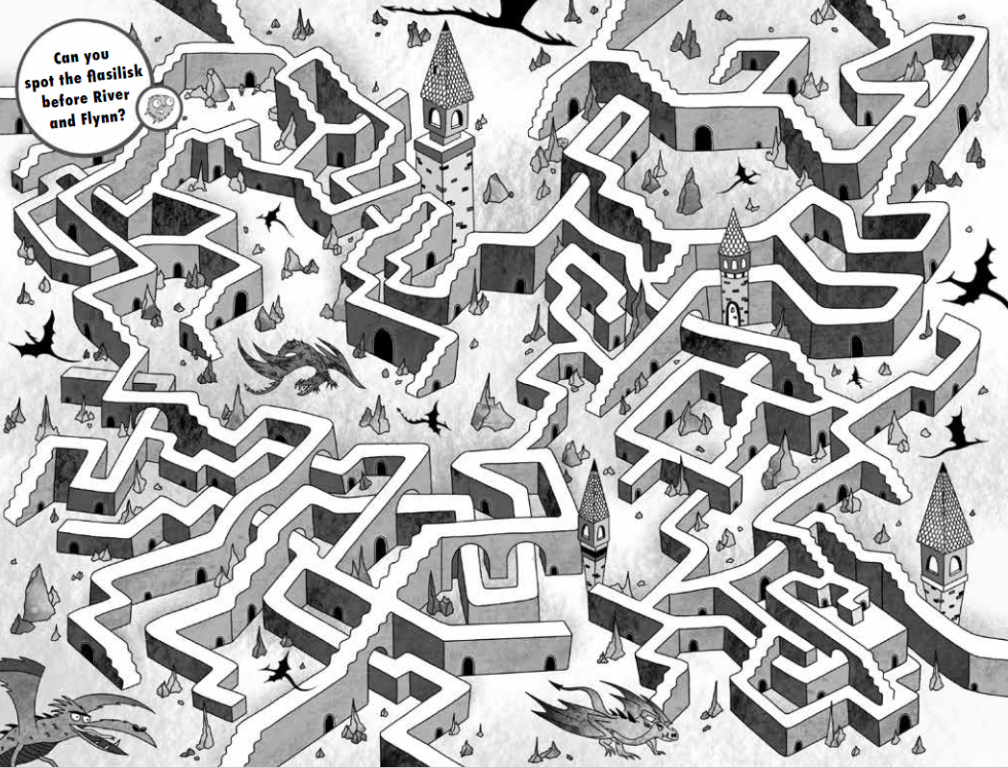 Can you
spot the flasilisk
before River
and Flynn?